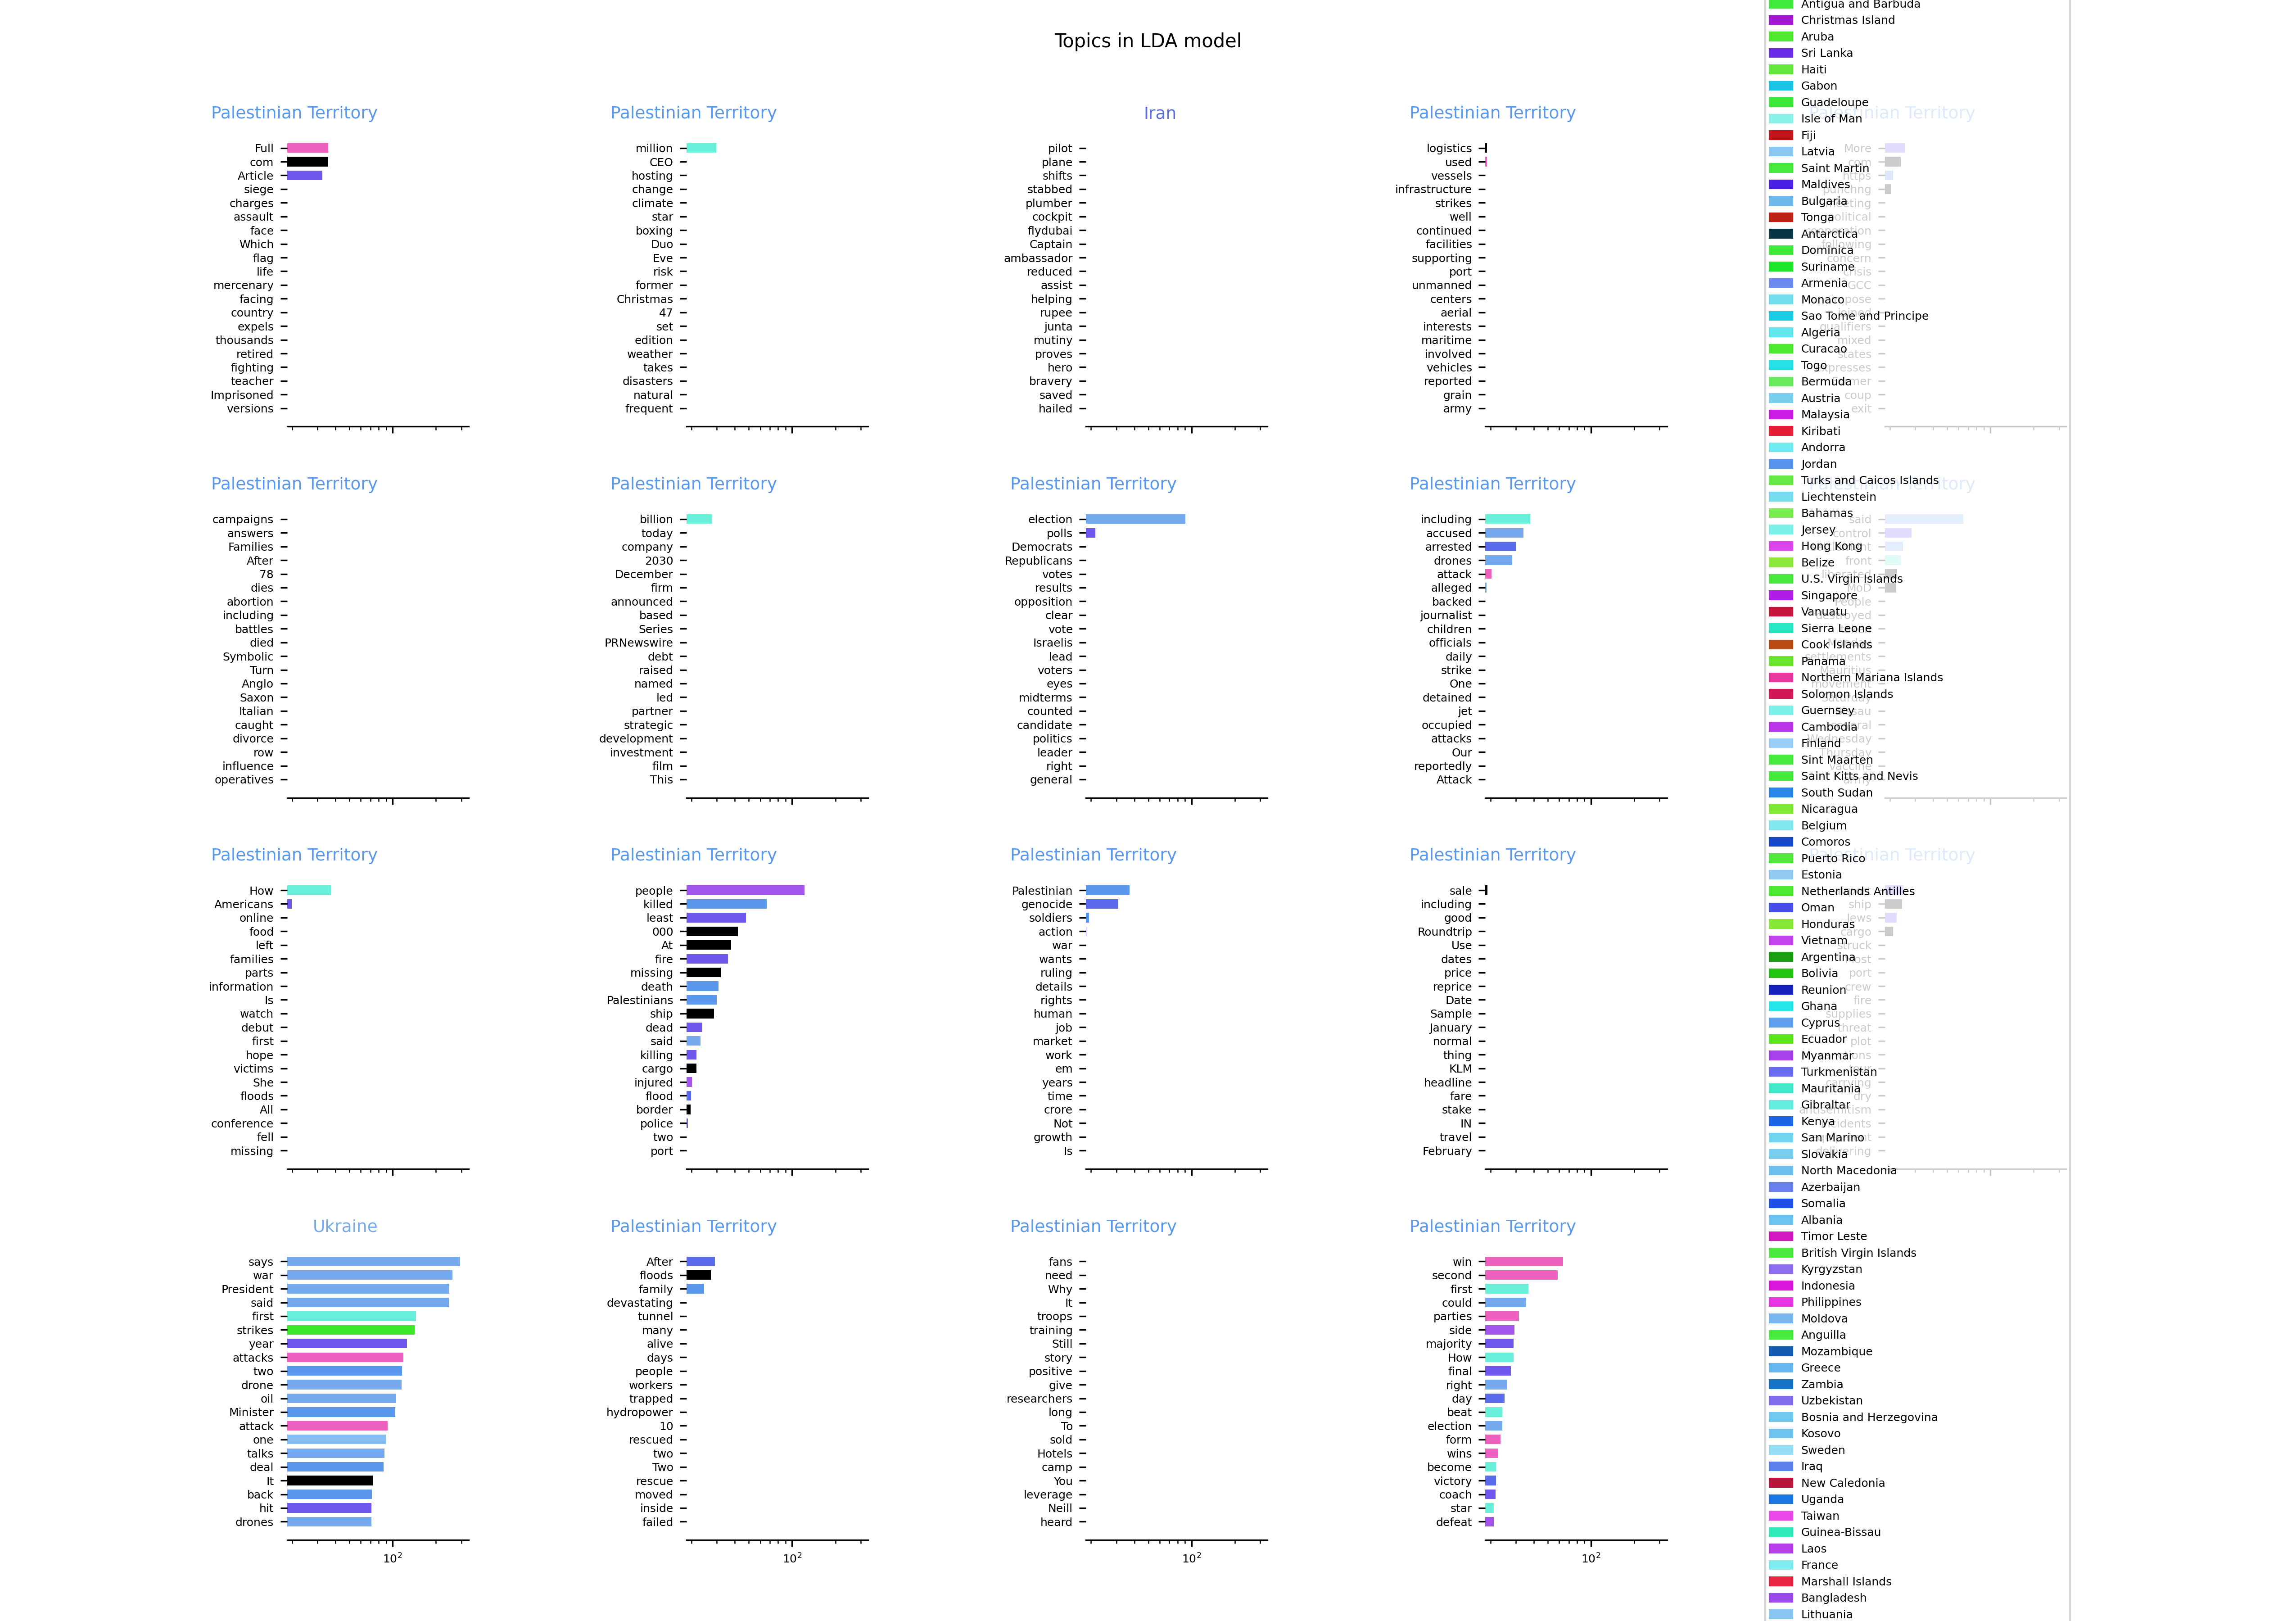 Topics in LDA model
Palestinian Territory
Full
com
Article
siege
charges
assault
face
Which
flag
life
mercenary
facing
country
expels
thousands
retired
fighting
teacher
Imprisoned
versions
Palestinian Territory
million
CEO
hosting
change
climate
star
boxing
Duo
Eve
risk
former
Christmas
47
set
edition
weather
takes
disasters
natural
frequent
Iran
pilot
plane
shifts
stabbed
plumber
cockpit
flydubai
Captain
ambassador
reduced
assist
helping
rupee
junta
mutiny
proves
hero
bravery
saved
hailed
Palestinian Territory
logistics
used
vessels
infrastructure
strikes
well
continued
facilities
supporting
port
unmanned
centers
aerial
interests
maritime
involved
vehicles
reported
grain
army
Palestinian Territory
campaigns
answers
Families
After
78
dies
abortion
including
battles
died
Symbolic
Turn
Anglo
Saxon
Italian
caught
divorce
row
influence
operatives
Palestinian Territory
billion
today
company
2030
December
firm
announced
based
Series
PRNewswire
debt
raised
named
led
partner
strategic
development
investment
film
This
Palestinian Territory
election
polls
Democrats
Republicans
votes
results
opposition
clear
vote
Israelis
lead
voters
eyes
midterms
counted
candidate
politics
leader
right
general
Palestinian Territory
including
accused
arrested
drones
attack
alleged
backed
journalist
children
officials
daily
strike
One
detained
jet
occupied
attacks
Our
reportedly
Attack
Palestinian Territory
How
Americans
online
food
left
families
parts
information
Is
watch
debut
first
hope
victims
She
floods
All
conference
fell
missing
Palestinian Territory
people
killed
least
000
At
fire
missing
death
Palestinians
ship
dead
said
killing
cargo
injured
flood
border
police
two
port
Palestinian Territory
Palestinian
genocide
soldiers
action
war
wants
ruling
details
rights
human
job
market
work
em
years
time
crore
Not
growth
Is
Palestinian Territory
sale
including
good
Roundtrip
Use
dates
price
reprice
Date
Sample
January
normal
thing
KLM
headline
fare
stake
IN
travel
February
Ukraine
says
war
President
said
first
strikes
year
attacks
two
drone
oil
Minister
attack
one
talks
deal
It
back
hit
drones
10²
Palestinian Territory
After
floods
family
devastating
tunnel
many
alive
days
people
workers
trapped
hydropower
10
rescued
two
Two
rescue
moved
inside
failed
10²
Palestinian Territory
fans
need
Why
It
troops
training
Still
story
positive
give
researchers
long
To
sold
Hotels
camp
You
leverage
Neill
heard
10²
Palestinian Territory
win
second
first
could
parties
side
majority
How
final
right
day
beat
election
form
wins
become
victory
coach
star
defeat
10²
Antigua and Barbuda
Christmas Island
Aruba
Sri Lanka
Haiti
Gabon
Guadeloupe
Isle of Man
Fiji
Latvia
Saint Martin
Maldives
Bulgaria
Tonga
Antarctica
Dominica
Suriname
Armenia
Monaco
Sao Tome and Principe
Algeria
Curacao
Togo
Bermuda
Austria
Malaysia
Kiribati
Andorra
Jordan
Turks and Caicos Islands
Liechtenstein
Bahamas
Jersey
Hong Kong
Belize
U.S. Virgin Islands
Singapore
Vanuatu
Sierra Leone
Cook Islands
Panama
Northern Mariana Islands
Solomon Islands
Guernsey
Cambodia
Finland
Sint Maarten
Saint Kitts and Nevis
South Sudan
Nicaragua
Belgium
Comoros
Puerto Rico
Estonia
Netherlands Antilles
Oman
Honduras
Vietnam
Argentina
Bolivia
Reunion
Ghana
Cyprus
Ecuador
Myanmar
Turkmenistan
Mauritania
Gibraltar
Kenya
San Marino
Slovakia
North Macedonia
Azerbaijan
Somalia
Albania
Timor Leste
British Virgin Islands
Kyrgyzstan
Indonesia
Philippines
Moldova
Anguilla
Mozambique
Greece
Zambia
Uzbekistan
Bosnia and Herzegovina
Kosovo
Sweden
Iraq
New Caledonia
Uganda
Taiwan
Guinea-Bissau
Laos
France
Marshall Islands
Bangladesh
Lithuania
More
GCC
coup
exit
said
front
MoD
ship
port
crew
fire
plot
dry